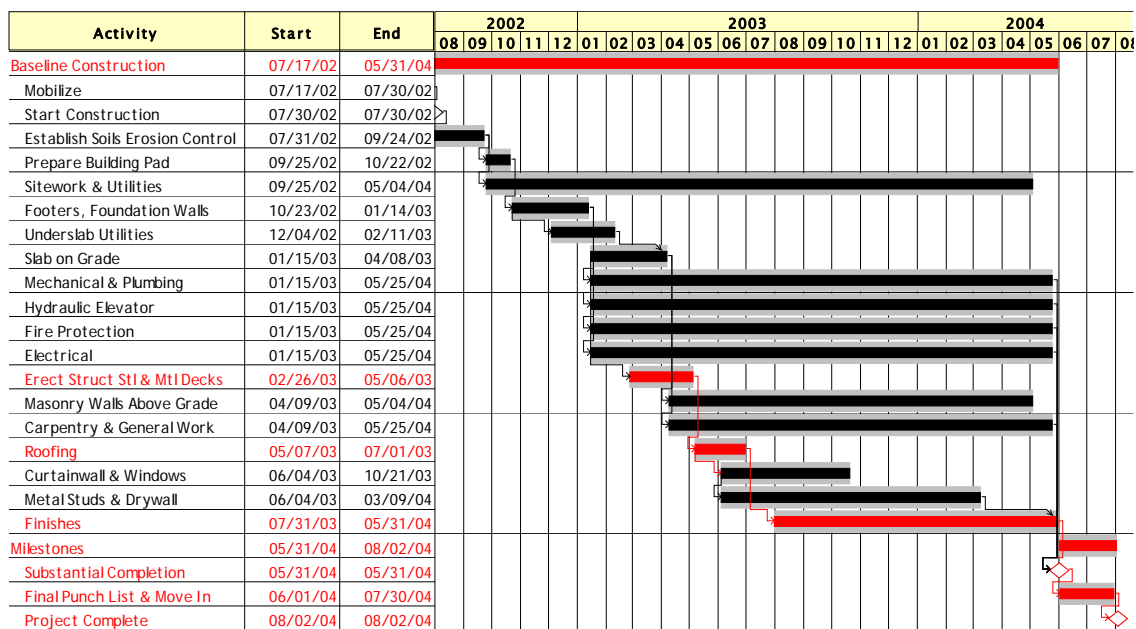 Activity Start End 2002 2003 2004
08 09 10 11 12 01 02 03 04 05 06 07 08 09 10 11 12 01 02 03 04 05 06 07 08
Baseline Construction 07/17/02 05/31/04
Mobilize 07/17/02 07/30/02
Start Construction 07/30/02 07/30/02
Establish Soils Erosion Control 07/31/02 09/24/02
Prepare Building Pad 09/25/02 10/22/02
Sitework & Utilities 09/25/02 05/04/04
Footers, Foundation Walls 10/23/02 01/14/03
Underslab Utilities 12/04/02 02/11/03
Slab on Grade 01/15/03 04/08/03
Mechanical & Plumbing 01/15/03 05/25/04
Hydraulic Elevator 01/15/03 05/25/04
Fire Protection 01/15/03 05/25/04
Electrical 01/15/03 05/25/04
Erect Struct Stl & Mtl Decks 02/26/03 05/06/03
Masonry Walls Above Grade 04/09/03 05/04/04
Carpentry & General Work 04/09/03 05/25/04
Roofing 05/07/03 07/01/03
Curtainwall & Windows 06/04/03 10/21/03
Metal Studs & Drywall 06/04/03 03/09/04
Finishes 07/31/03 05/31/04
Milestones 05/31/04 08/02/04
Substantial Completion 05/31/04 05/31/04
Final Punch List & Move In 06/01/04 07/30/04
Project Complete 08/02/04 08/02/04